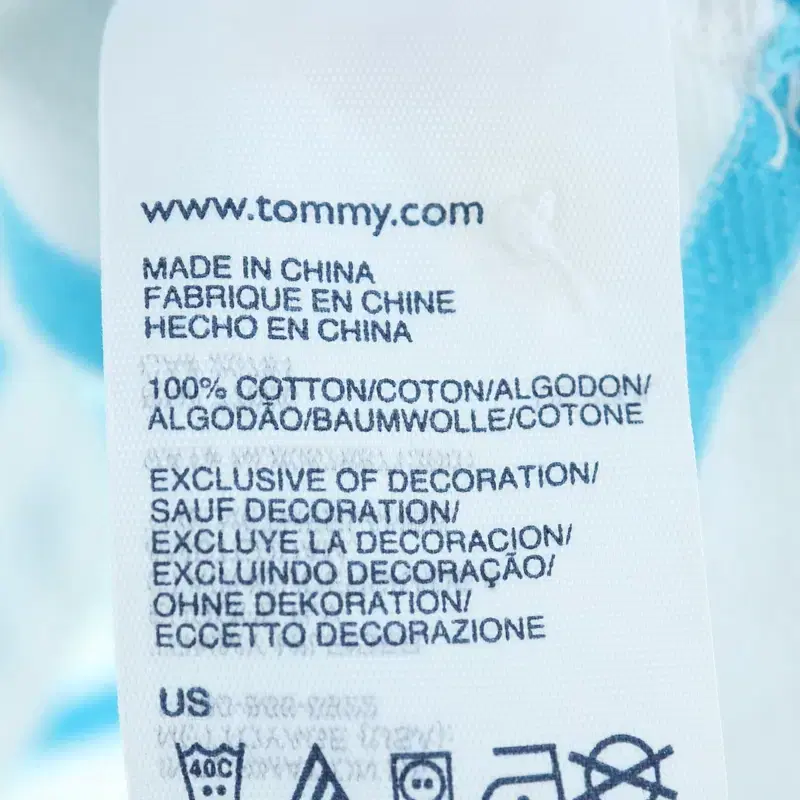 www.tommy.com
MADE IN CHINA
FABRIQUE EN CHINE
HECHO EN CHINA
100% COTTON/COTON/ALGODON/
ALGODÃO/BAUMWOLLE/COTONE
EXCLUSIVE OF DECORATION/
SAUF DECORATION/
EXCLUYE LA DECORACION/
EXCLUINDO DECORAÇÃO/
OHNE DEKORATION/
ECCETTO DECORAZIONE
US
40C